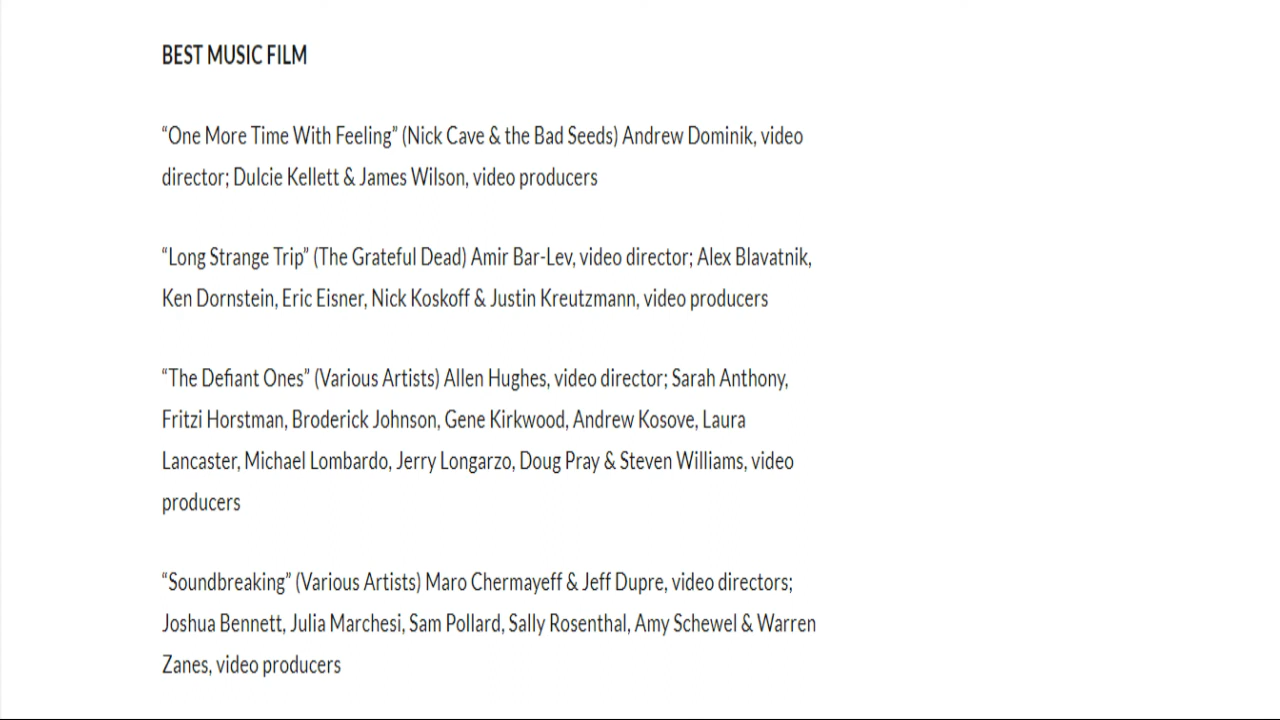 BEST MUSIC FILM
“One More Time With Feeling” (Nick Cave & the Bad Seeds) Andrew Dominik, video
director; Dulcie Kellett & James Wilson, video producers
“Long Strange Trip” (The Grateful Dead) Amir Bar-Lev, video director; Alex Blavatnik,
Ken Dornstein, Eric Eisner, Nick Koskoff & Justin Kreutzmann, video producers
“The Defiant Ones” (Various Artists) Allen Hughes, video director; Sarah Anthony,
Fritzi Horstman, Broderick Johnson, Gene Kirkwood, Andrew Kosove, Laura
Lancaster, Michael Lombardo, Jerry Longarzo, Doug Pray & Steven Williams, video
producers
“Soundbreaking” (Various Artists) Maro Chermayeff & Jeff Dupre, video directors;
Joshua Bennett, Julia Marchesi, Sam Pollard, Sally Rosenthal, Amy Schewel & Warren
Zanes, video producers